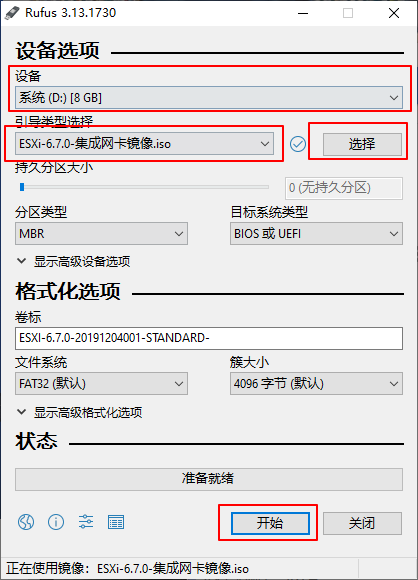 Rufus 3.13.1730
设备选项
设备
系统 (D:) [8 GB]
引导类型选择
ESXi-6.7.0-集成网卡镜像.iso
选择
持久分区大小
0 (无持久分区)
分区类型
目标系统类型
MBR
BIOS 或 UEFI
显示高级设备选项
格式化选项
卷标
ESXI-6.7.0-20191204001-STANDARD-
文件系统
簇大小
FAT32 (默认)
4096 字节 (默认)
显示高级格式化选项
状态
准备就绪
开始
关闭
正在使用镜像：ESXi-6.7.0-集成网卡镜像.iso